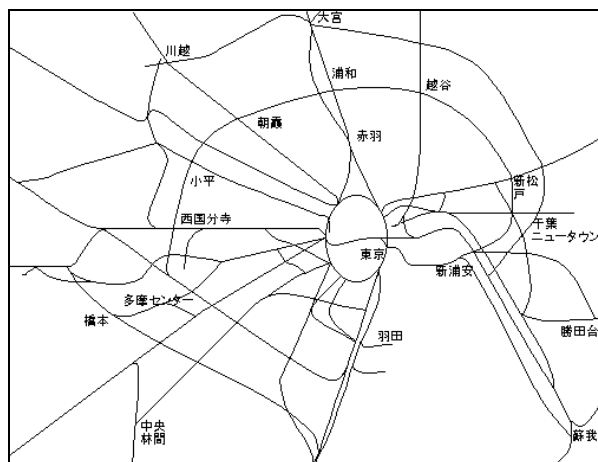 大宮
川越
浦和
越谷
朝霞
赤羽
小平
新松
戸
西国分寺
千葉
ニュータウン
東京
新浦安
多摩センター
橋本
羽田
勝田台
中央
林間
蘇我